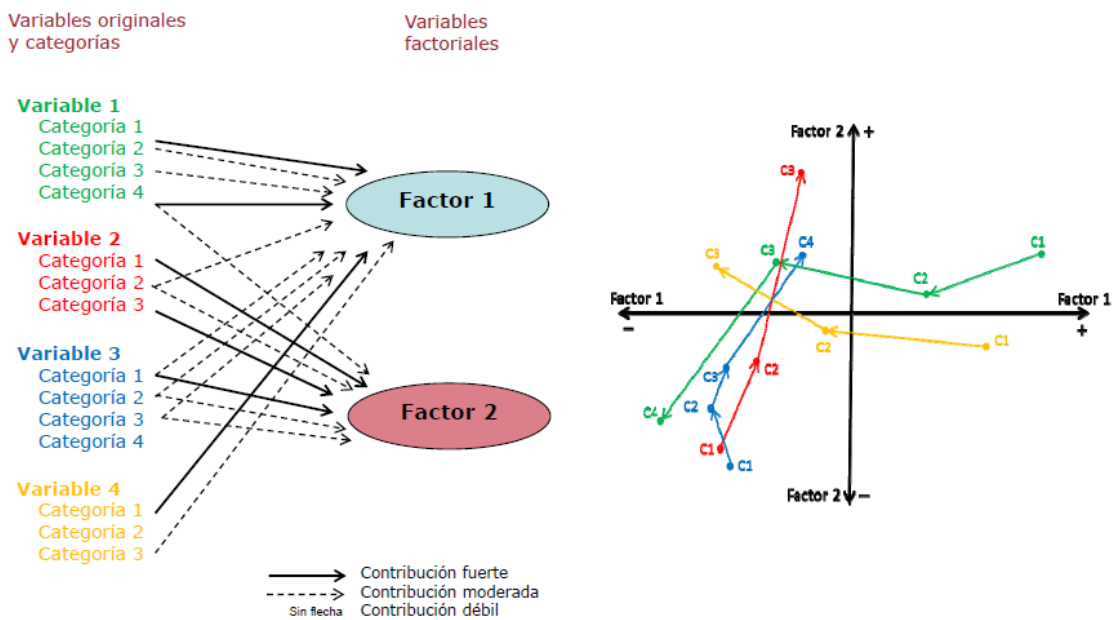 Variables originales
y categorías
Variables
factoriales
Variable 1
Categoría 1
Categoría 2
Categoría 3
Categoría 4
Variable 2
Categoría 1
Categoría 2
Categoría 3
Variable 3
Categoría 1
Categoría 2
Categoría 3
Categoría 4
Variable 4
Categoría 1
Categoría 2
Categoría 3
Factor 1
Factor 2
Contribución fuerte
Contribución moderada
Sin flecha Contribución débil
Factor 2 +
C3
C3
C3
C4
C1
C2
Factor 1
−
Factor 1
+
C2
C1
C2
C3
C4
C2
C1
C1
Factor 2 −